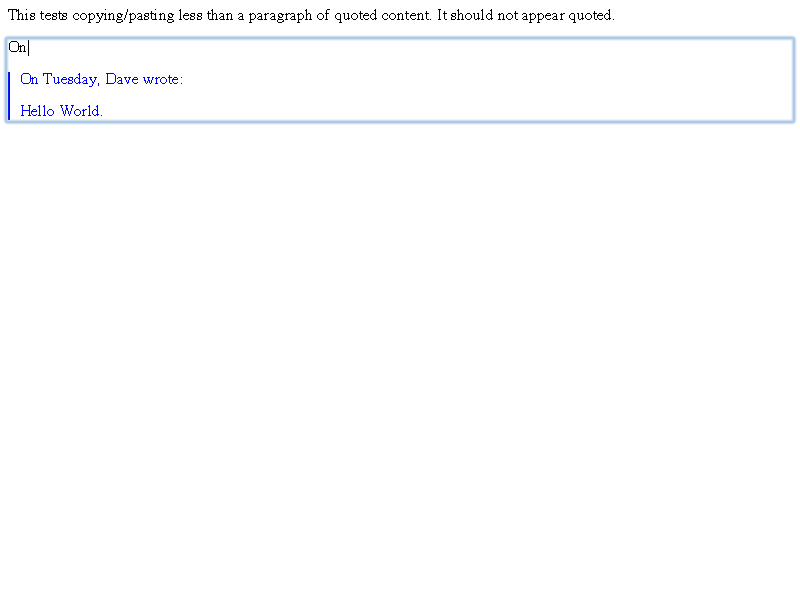 This tests copying/pasting less than a paragraph of quoted content. It should not appear quoted.
On
On Tuesday, Dave wrote:
Hello World.